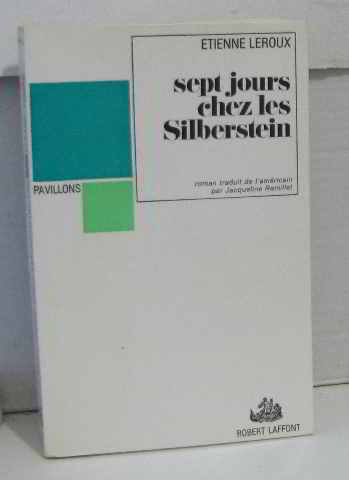 ETIENNE LEROUX
sept jours
chez les
Silberstein
roman traduit de l'américain
par Jacqueline Remillet
PAVILLONS
ROBERT LAFFONT